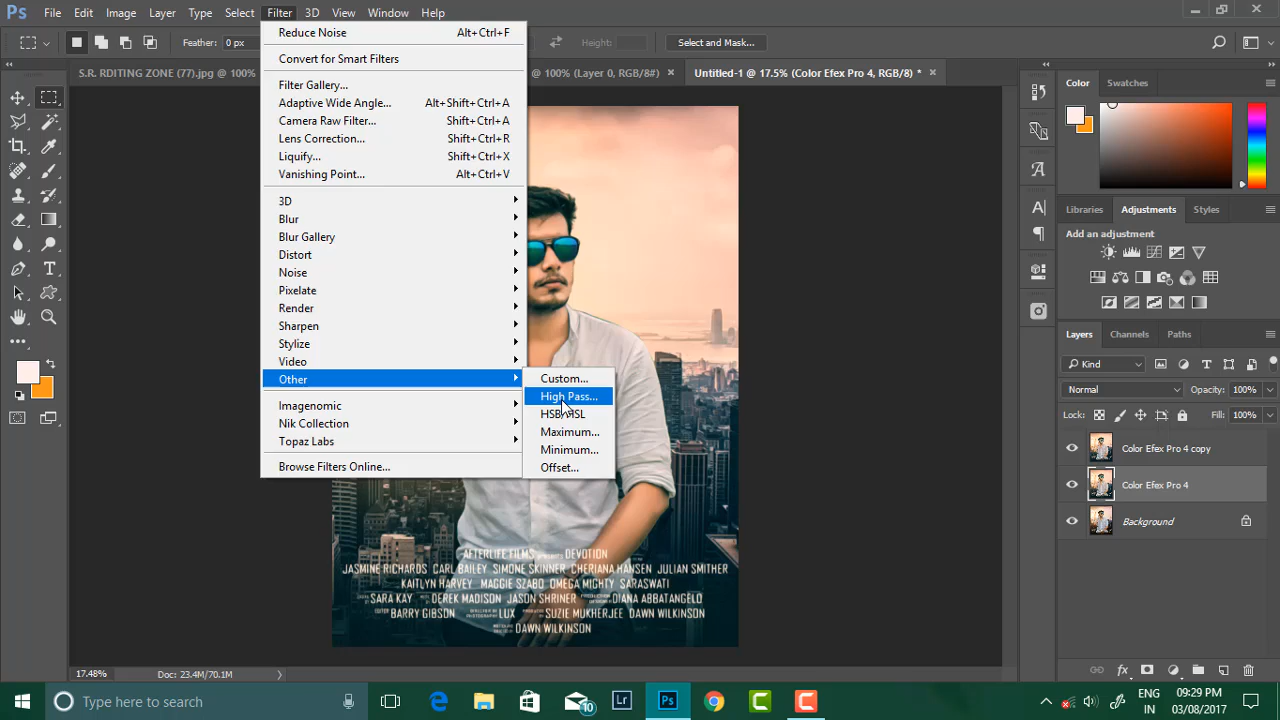 Ps File Edit Image Layer Type Select Filter 3D View Window Help
Feather: 0 px Height: Select and Mask...
S.R. RDITING ZONE (77).jpg @ 100% @ 100% (Layer 0, RGB/8#) × Untitled-1 @ 17.5% (Color Efex Pro 4, RGB/8) * ×
Reduce Noise Alt+Ctrl+F
Convert for Smart Filters
Filter Gallery...
Adaptive Wide Angle... Alt+Shift+Ctrl+A
Camera Raw Filter... Shift+Ctrl+A
Lens Correction... Shift+Ctrl+R
Liquify... Shift+Ctrl+X
Vanishing Point... Alt+Ctrl+V
3D
Blur
Blur Gallery
Distort
Noise
Pixelate
Render
Sharpen
Stylize
Video
Other
Imagenomic
Nik Collection
Topaz Labs
Browse Filters Online...
Custom...
High Pass...
HSB/HSL
Maximum...
Minimum...
Offset...
AFTERLIFE FILMS DEVOTION
JASMINE RICHARDS CARL BAILEY SIMONE SKINNER CHERIANA HANSEN JULIAN SMITHER
KAITLYN HARVEY MAGGIE SZABO OMEGA MIGHTY SARASWATI
SARA KAY DEREK MADISON JASON SHRINER DIANA ABBATANGELO
BARRY GIBSON LUX SUZIE MUKHERJEE DAWN WILKINSON
DAWN WILKINSON
Color Swatches
Libraries Adjustments Styles
Add an adjustment
Layers Channels Paths
Kind
Normal Opacity: 100%
Lock: Fill: 100%
Color Efex Pro 4 copy
Color Efex Pro 4
Background
17.48% Doc: 23.4M/70.1M
Type here to search
10
Lr
Ps
ENG
IN
09:29 PM
03/08/2017